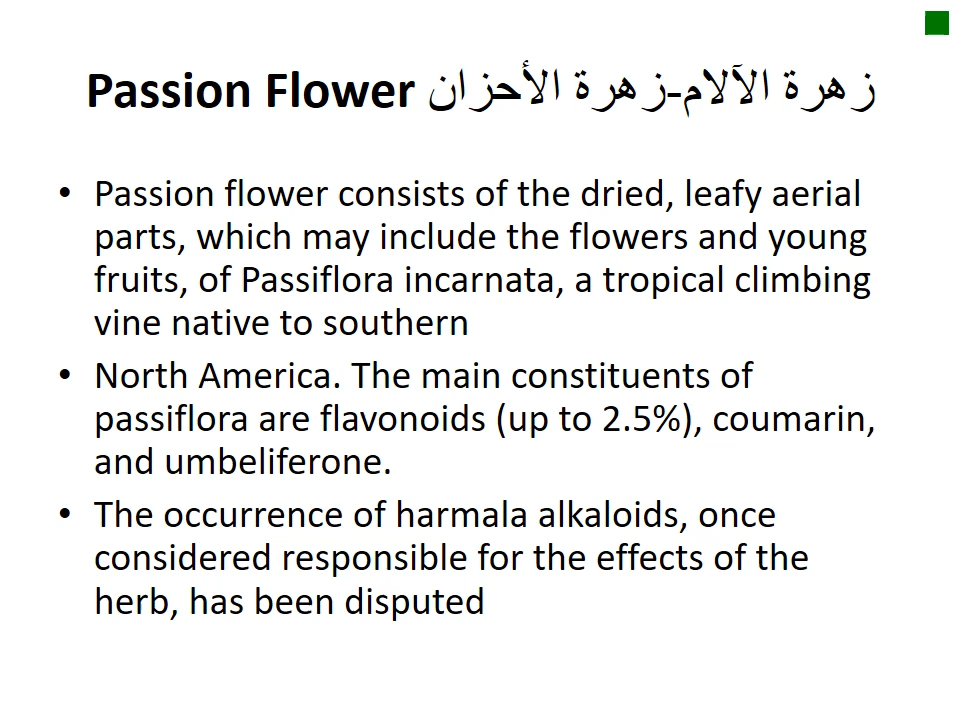 Passion Flower زهرة الآلام-زهرة الأحزان
• Passion flower consists of the dried, leafy aerial
parts, which may include the flowers and young
fruits, of Passiflora incarnata, a tropical climbing
vine native to southern
• North America. The main constituents of
passiflora are flavonoids (up to 2.5%), coumarin,
and umbeliferone.
• The occurrence of harmala alkaloids, once
considered responsible for the effects of the
herb, has been disputed